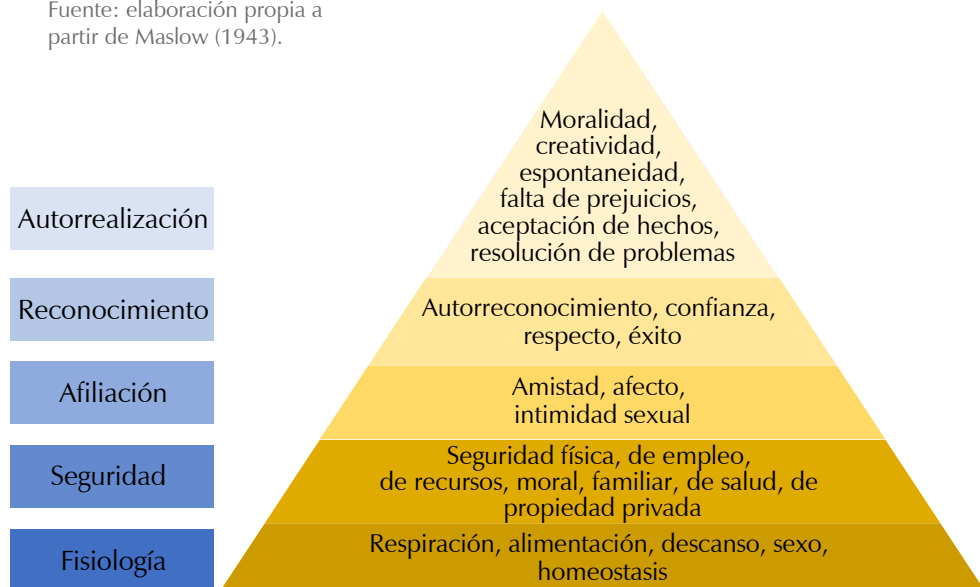 Fuente: elaboración propia a
partir de Maslow (1943).
Moralidad,
creatividad,
espontaneidad,
falta de prejuicios,
aceptación de hechos,
resolución de problemas
Autorrealización
Autorreconocimiento, confianza,
respecto, éxito
Reconocimiento
Amistad, afecto,
intimidad sexual
Afiliación
Seguridad física, de empleo,
de recursos, moral, familiar, de salud, de
propiedad privada
Seguridad
Respiración, alimentación, descanso, sexo,
homeostasis
Fisiología